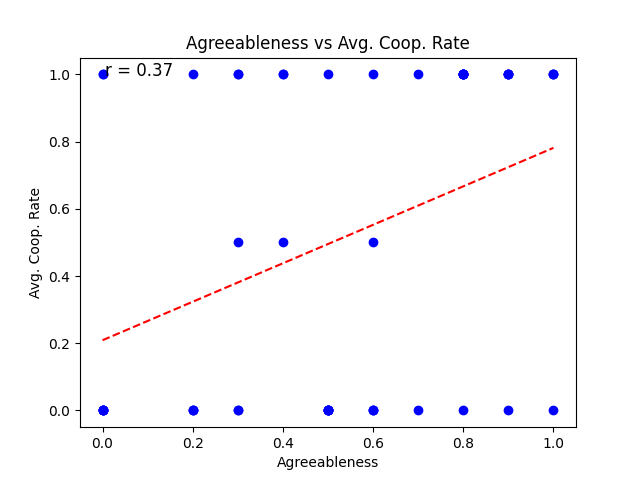 Agreeableness vs Avg. Coop. Rate
r = 0.37
1.0
0.8
0.6
0.4
0.2
0.0
Avg. Coop. Rate
0.0 0.2 0.4 0.6 0.8 1.0
Agreeableness